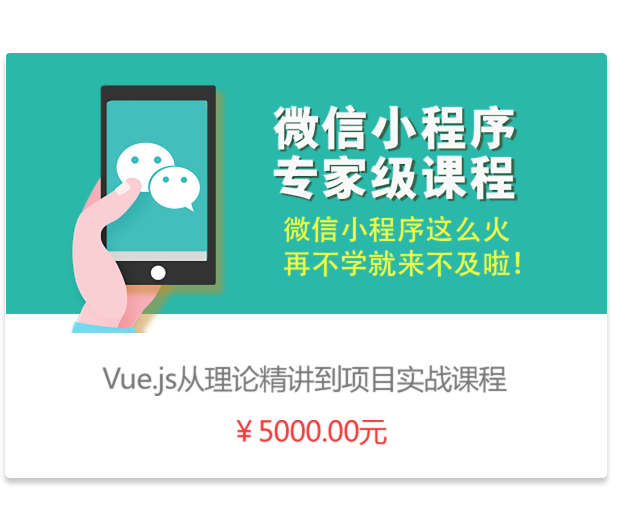 微信小程序
专家级课程
微信小程序这么火
再不学就来不及啦!
Vue.js从理论精讲到项目实战课程
¥5000.00元